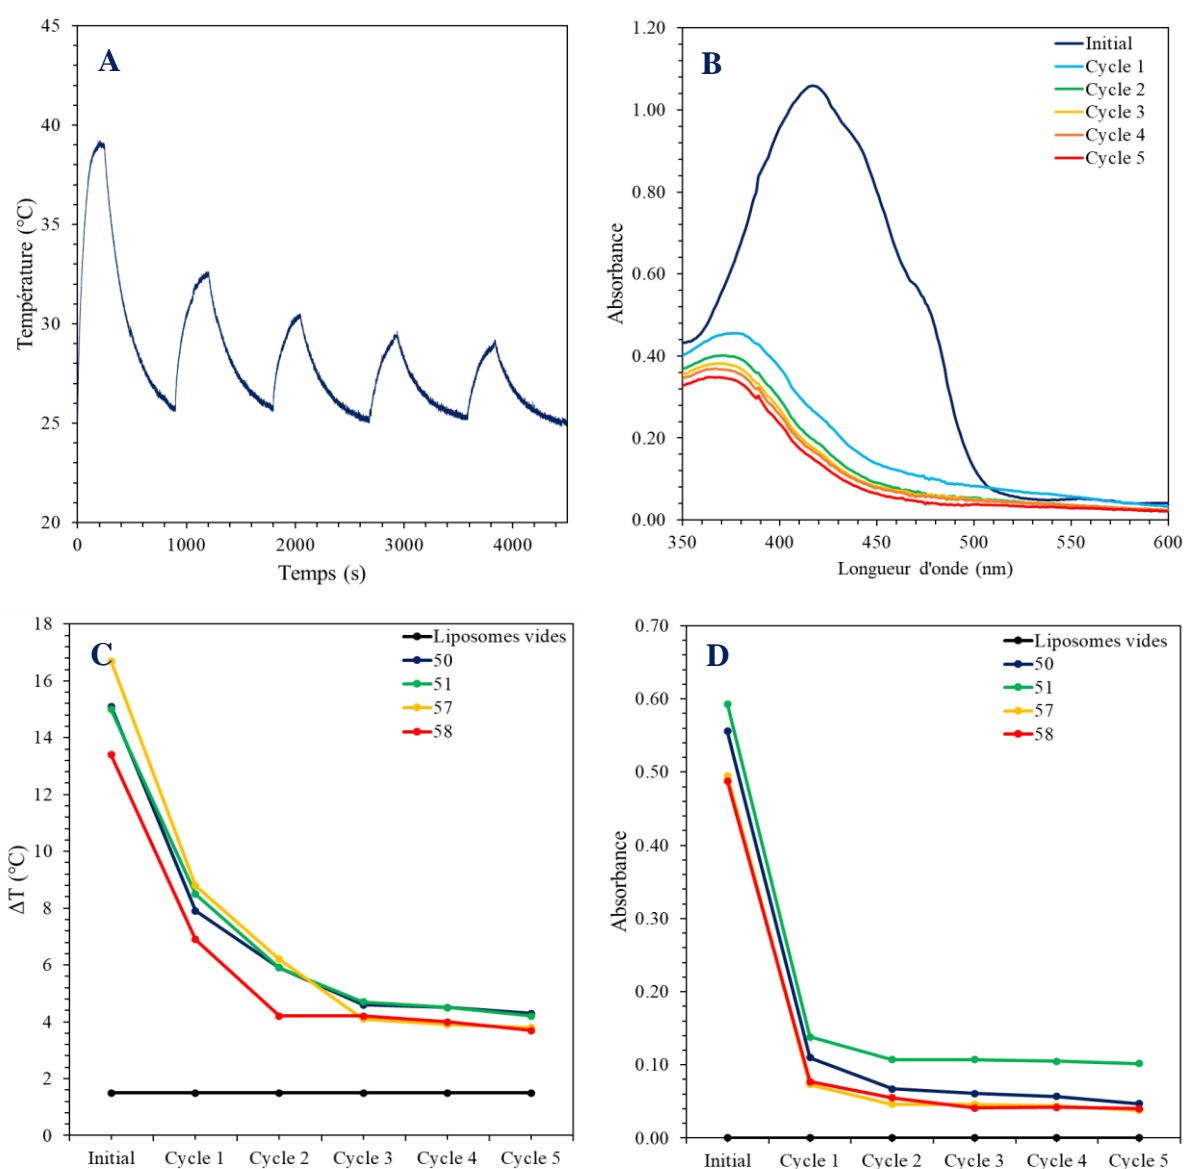 A
45
40
35
30
25
20
Température (°C)
0 1000 2000 3000 4000
Temps (s)
B
1.20
1.00
0.80
0.60
0.40
0.20
0.00
Absorbance
Initial
Cycle 1
Cycle 2
Cycle 3
Cycle 4
Cycle 5
350 400 450 500 550 600
Longueur d'onde (nm)
C
18
16
14
12
10
8
6
4
2
0
ΔT (°C)
Liposomes vides
50
51
57
58
Initial Cycle 1 Cycle 2 Cycle 3 Cycle 4 Cycle 5
D
0.70
0.60
0.50
0.40
0.30
0.20
0.10
0.00
Absorbance
Liposomes vides
50
51
57
58
Initial Cycle 1 Cycle 2 Cycle 3 Cycle 4 Cycle 5